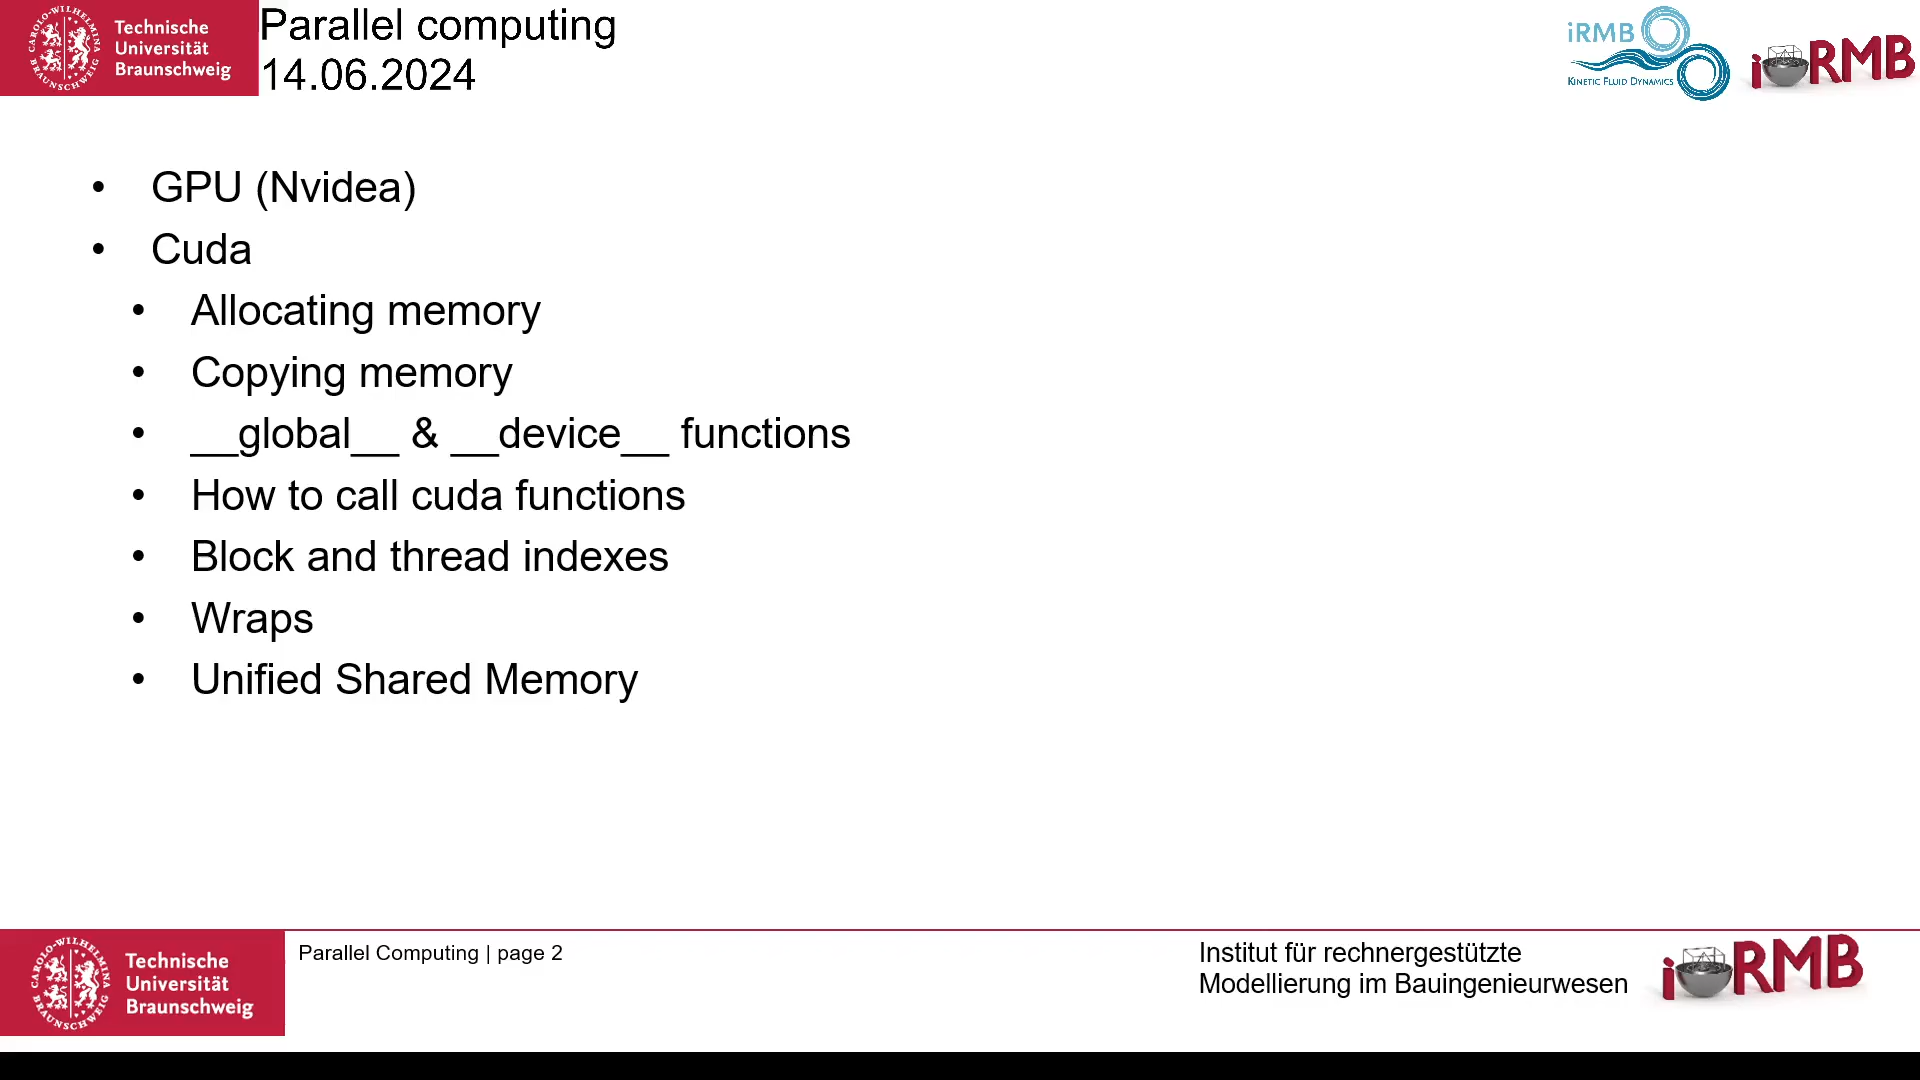 Technische
Universität
Braunschweig
Parallel computing
14.06.2024
iRMB
KINETIC FLUID DYNAMICS
iRMB
• GPU (Nvidea)
• Cuda
• Allocating memory
• Copying memory
• __global__ & __device__ functions
• How to call cuda functions
• Block and thread indexes
• Wraps
• Unified Shared Memory
Technische
Universität
Braunschweig
Parallel Computing | page 2
Institut für rechnergestützte
Modellierung im Bauingenieurwesen
iRMB